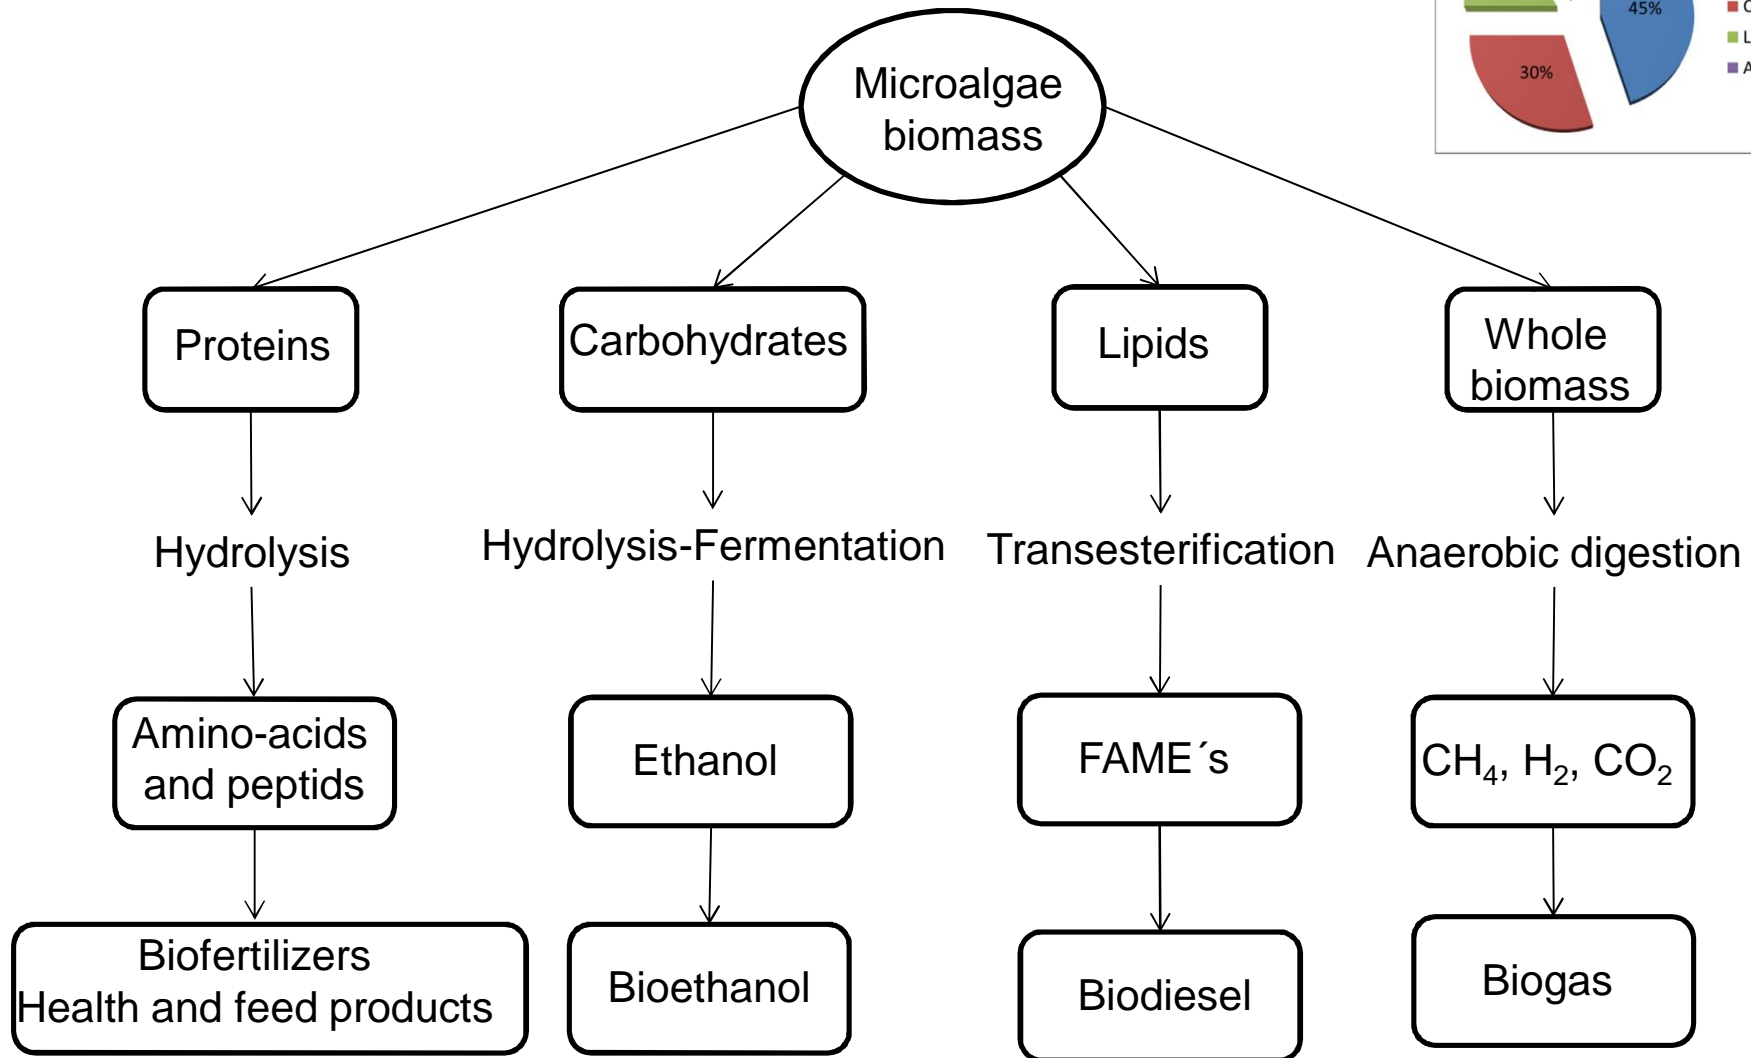 45%
30%
Microalgae
biomass
Proteins
Carbohydrates
Lipids
Whole
biomass
Hydrolysis
Hydrolysis-Fermentation
Transesterification
Anaerobic digestion
Amino-acids
and peptids
Ethanol
FAME´s
CH₄, H₂, CO₂
Biofertilizers
Health and feed products
Bioethanol
Biodiesel
Biogas